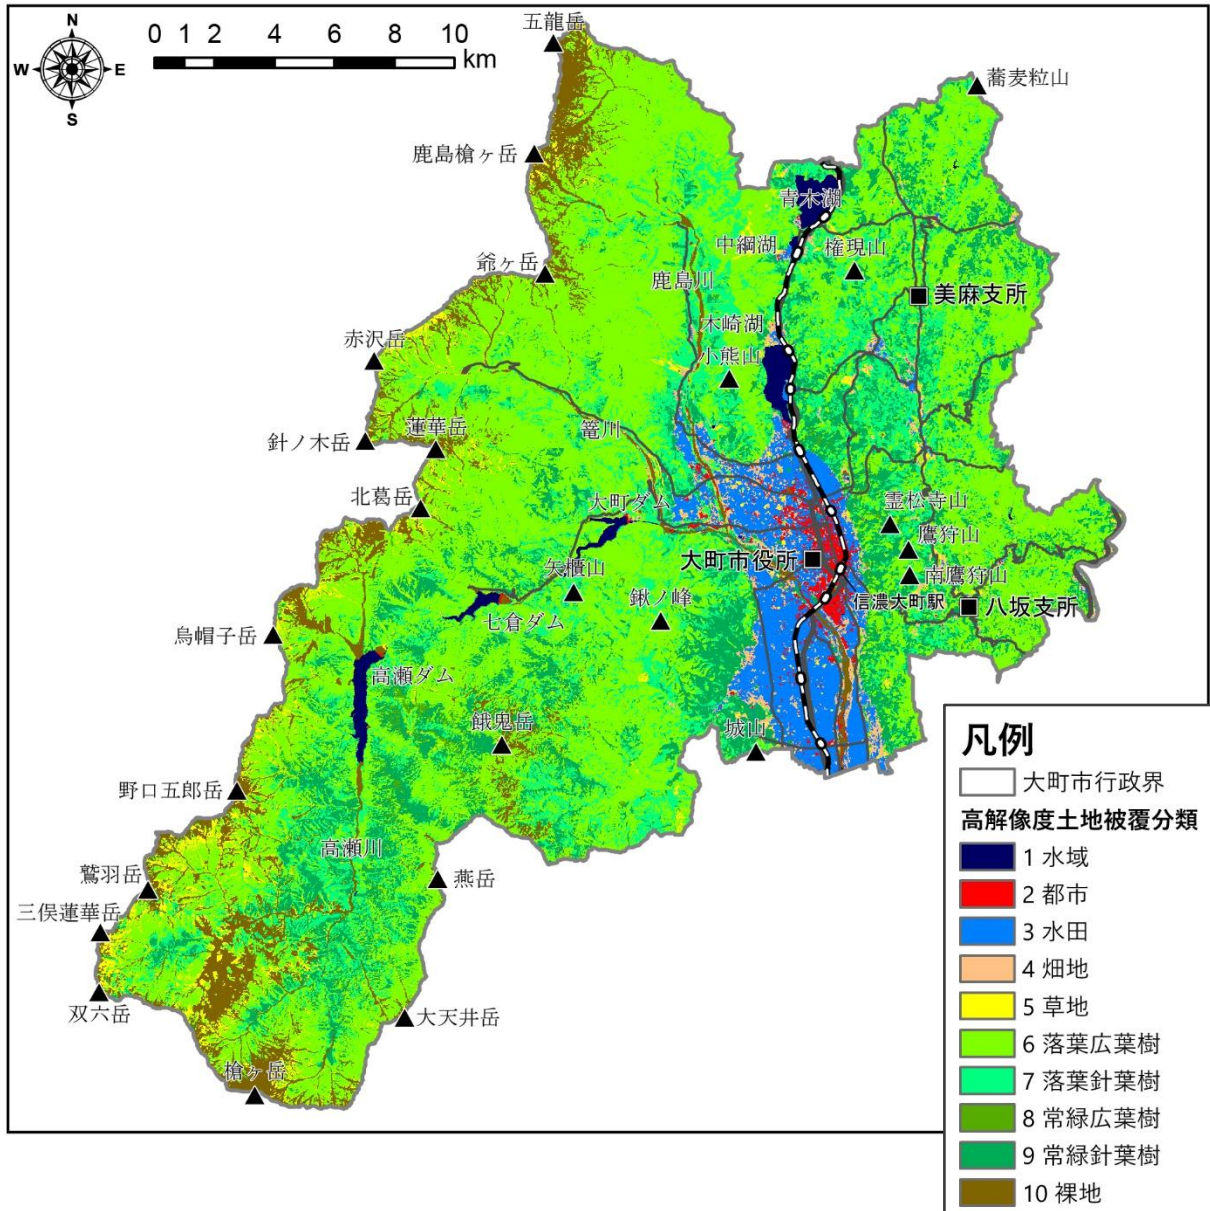 N
W
E
S
0 1 2 4 6 8 10
km
五龍岳
蕎麦粒山
鹿島槍ヶ岳
青木湖
中綱湖
権現山
爺ヶ岳
鹿島川
美麻支所
木崎湖
赤沢岳
小熊山
針ノ木岳
蓮華岳
篭川
北葛岳
大町ダム
霊松寺山
鷹狩山
大町市役所
南鷹狩山
矢櫃山
鍬ノ峰
信濃大町駅
八坂支所
七倉ダム
烏帽子岳
高瀬ダム
餓鬼岳
城山
野口五郎岳
高瀬川
鷲羽岳
燕岳
三俣蓮華岳
双六岳
大天井岳
槍ヶ岳
凡例
大町市行政界
高解像度土地被覆分類
1 水域
2 都市
3 水田
4 畑地
5 草地
6 落葉広葉樹
7 落葉針葉樹
8 常緑広葉樹
9 常緑針葉樹
10 裸地